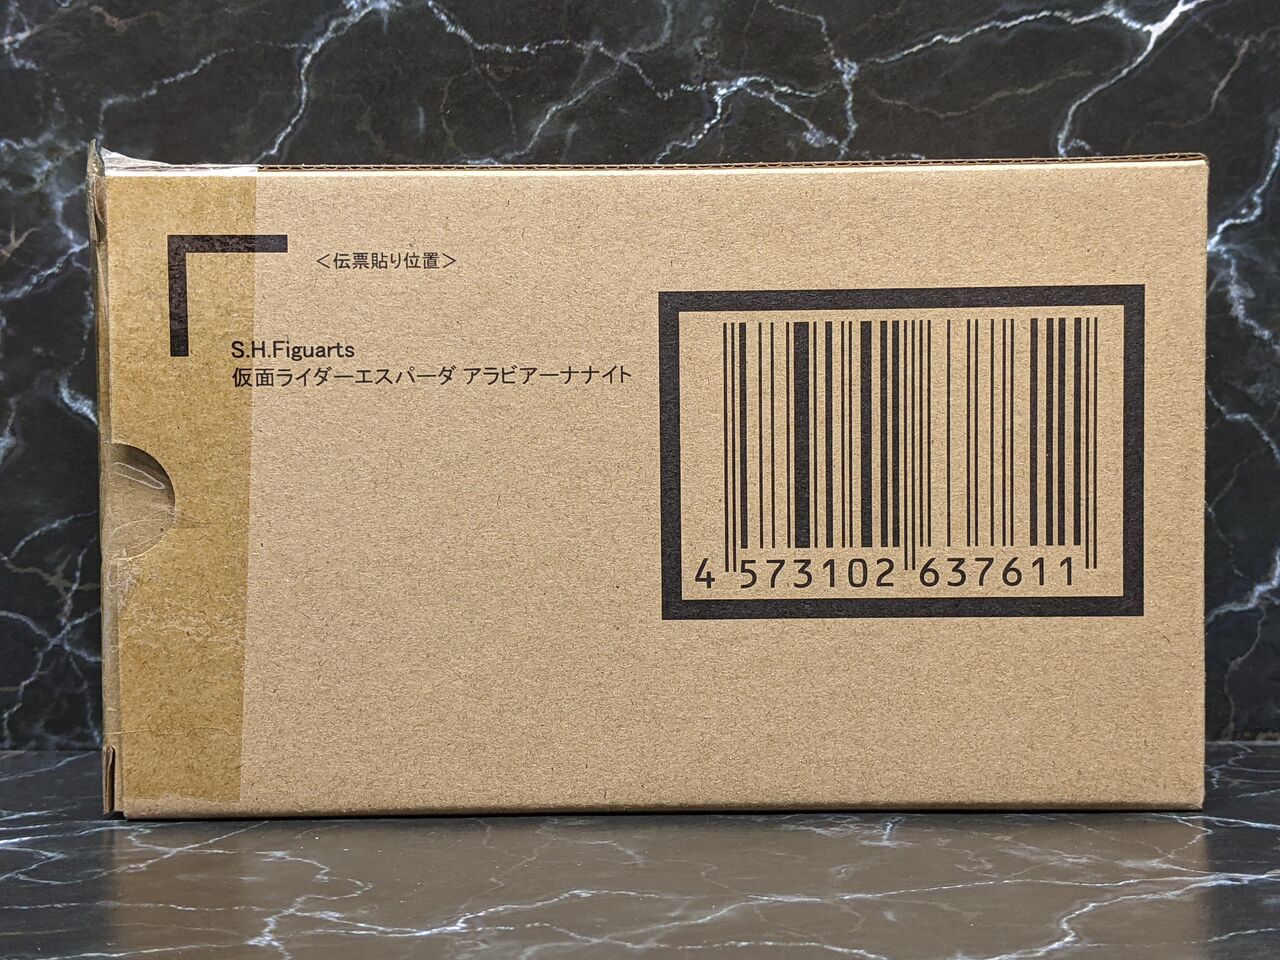 ＜伝票貼り位置＞
S.H.Figuarts
仮面ライダーエスパーダ アラビアーナナイト
4 573102 637611